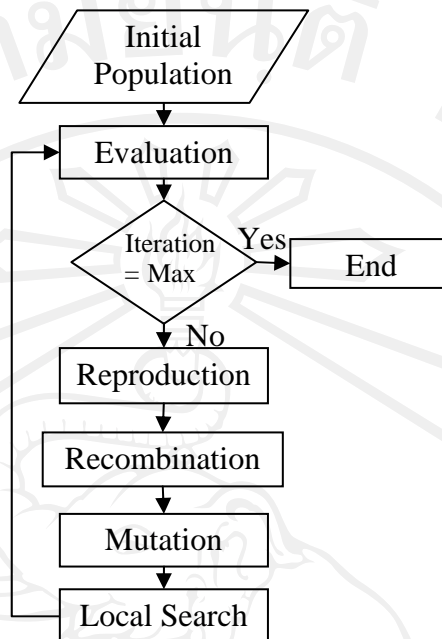 Initial
Population
Evaluation
Iteration
= Max
Yes
End
No
Reproduction
Recombination
Mutation
Local Search